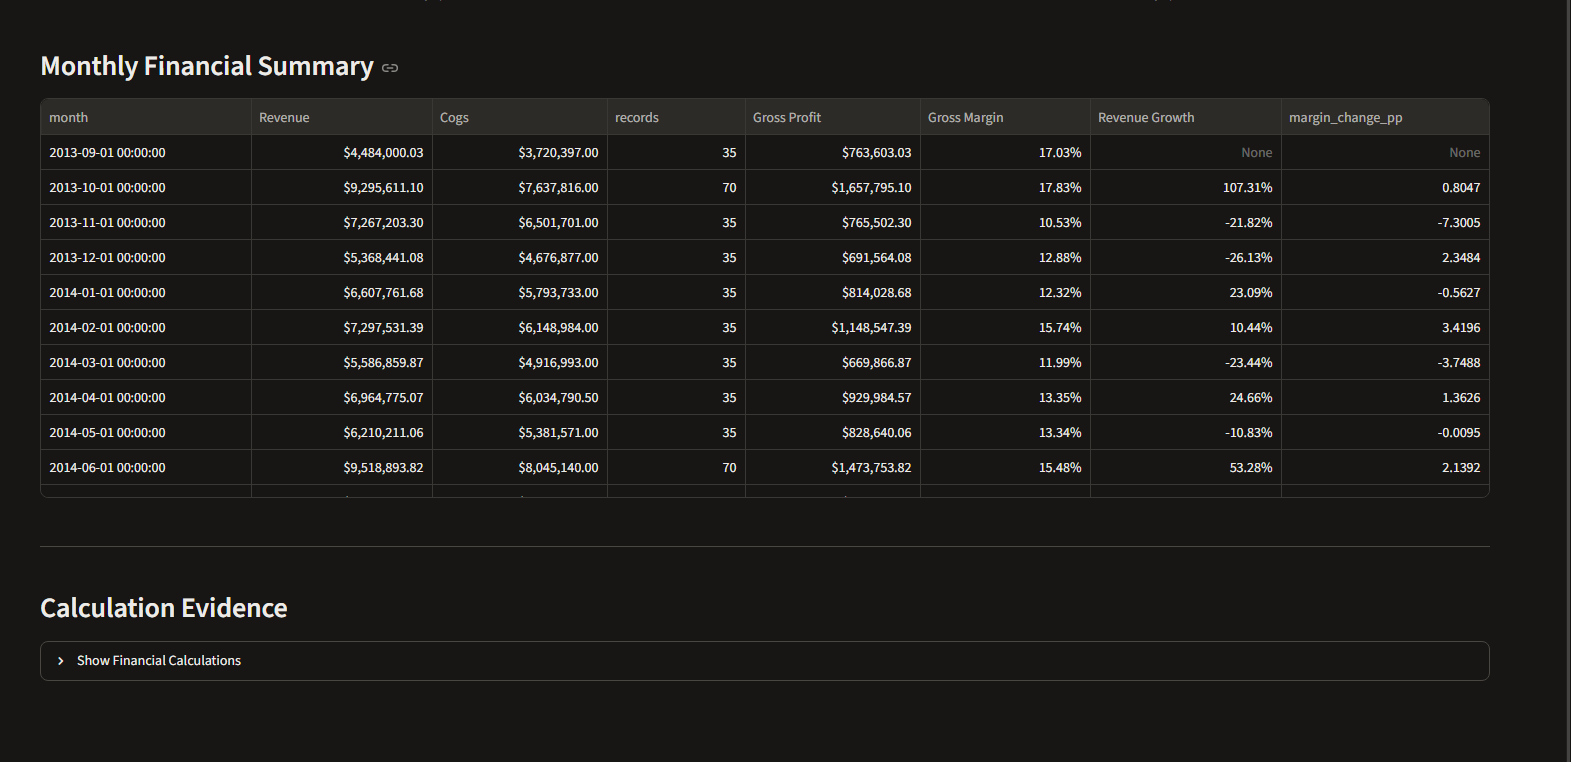 Monthly Financial Summary
month Revenue Cogs records Gross Profit Gross Margin Revenue Growth margin_change_pp
2013-09-01 00:00:00 $4,484,000.03 $3,720,397.00 35 $763,603.03 17.03% None None
2013-10-01 00:00:00 $9,295,611.10 $7,637,816.00 70 $1,657,795.10 17.83% 107.31% 0.8047
2013-11-01 00:00:00 $7,267,203.30 $6,501,701.00 35 $765,502.30 10.53% -21.82% -7.3005
2013-12-01 00:00:00 $5,368,441.08 $4,676,877.00 35 $691,564.08 12.88% -26.13% 2.3484
2014-01-01 00:00:00 $6,607,761.68 $5,793,733.00 35 $814,028.68 12.32% 23.09% -0.5627
2014-02-01 00:00:00 $7,297,531.39 $6,148,984.00 35 $1,148,547.39 15.74% 10.44% 3.4196
2014-03-01 00:00:00 $5,586,859.87 $4,916,993.00 35 $669,866.87 11.99% -23.44% -3.7488
2014-04-01 00:00:00 $6,964,775.07 $6,034,790.50 35 $929,984.57 13.35% 24.66% 1.3626
2014-05-01 00:00:00 $6,210,211.06 $5,381,571.00 35 $828,640.06 13.34% -10.83% -0.0095
2014-06-01 00:00:00 $9,518,893.82 $8,045,140.00 70 $1,473,753.82 15.48% 53.28% 2.1392
Calculation Evidence
Show Financial Calculations